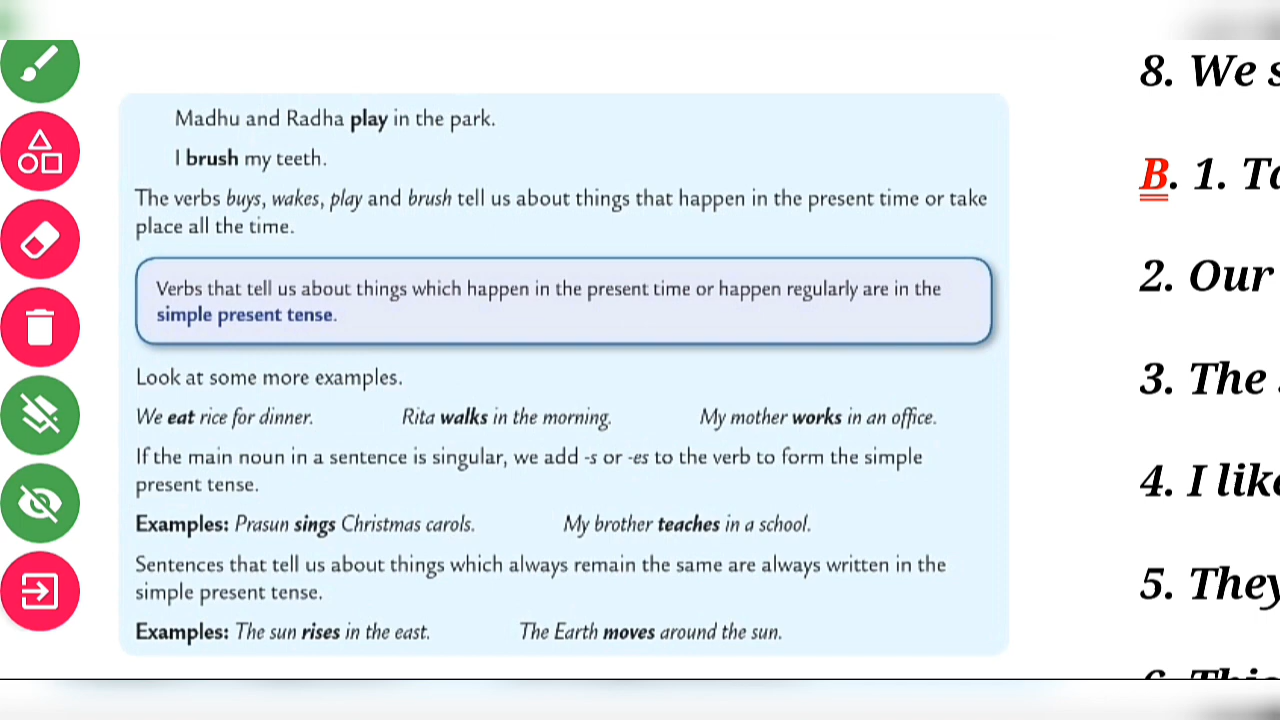 Madhu and Radha play in the park.
I brush my teeth.
The verbs buys, wakes, play and brush tell us about things that happen in the present time or take
place all the time.
Verbs that tell us about things which happen in the present time or happen regularly are in the
simple present tense.
Look at some more examples.
We eat rice for dinner. Rita walks in the morning. My mother works in an office.
If the main noun in a sentence is singular, we add -s or -es to the verb to form the simple
present tense.
Examples: Prasun sings Christmas carols. My brother teaches in a school.
Sentences that tell us about things which always remain the same are always written in the
simple present tense.
Examples: The sun rises in the east. The Earth moves around the sun.
8. We
B. 1.
2. Our
3. The
4. I
5. They